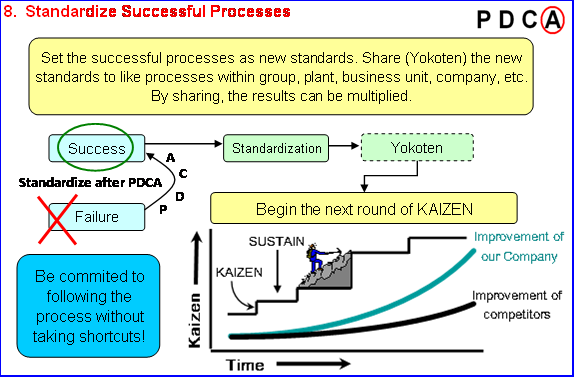 8. Standardize Successful Processes
P D C A
Set the successful processes as new standards. Share (Yokoten) the new
standards to like processes within group, plant, business unit, company, etc.
By sharing, the results can be multiplied.
Success
Standardization
Yokoten
A
C
D
P
Standardize after PDCA
Failure
Begin the next round of KAIZEN
Be commited to
following the
process without
taking shortcuts!
SUSTAIN
KAIZEN
Improvement of
our Company
Improvement of
competitors
Kaizen
Time